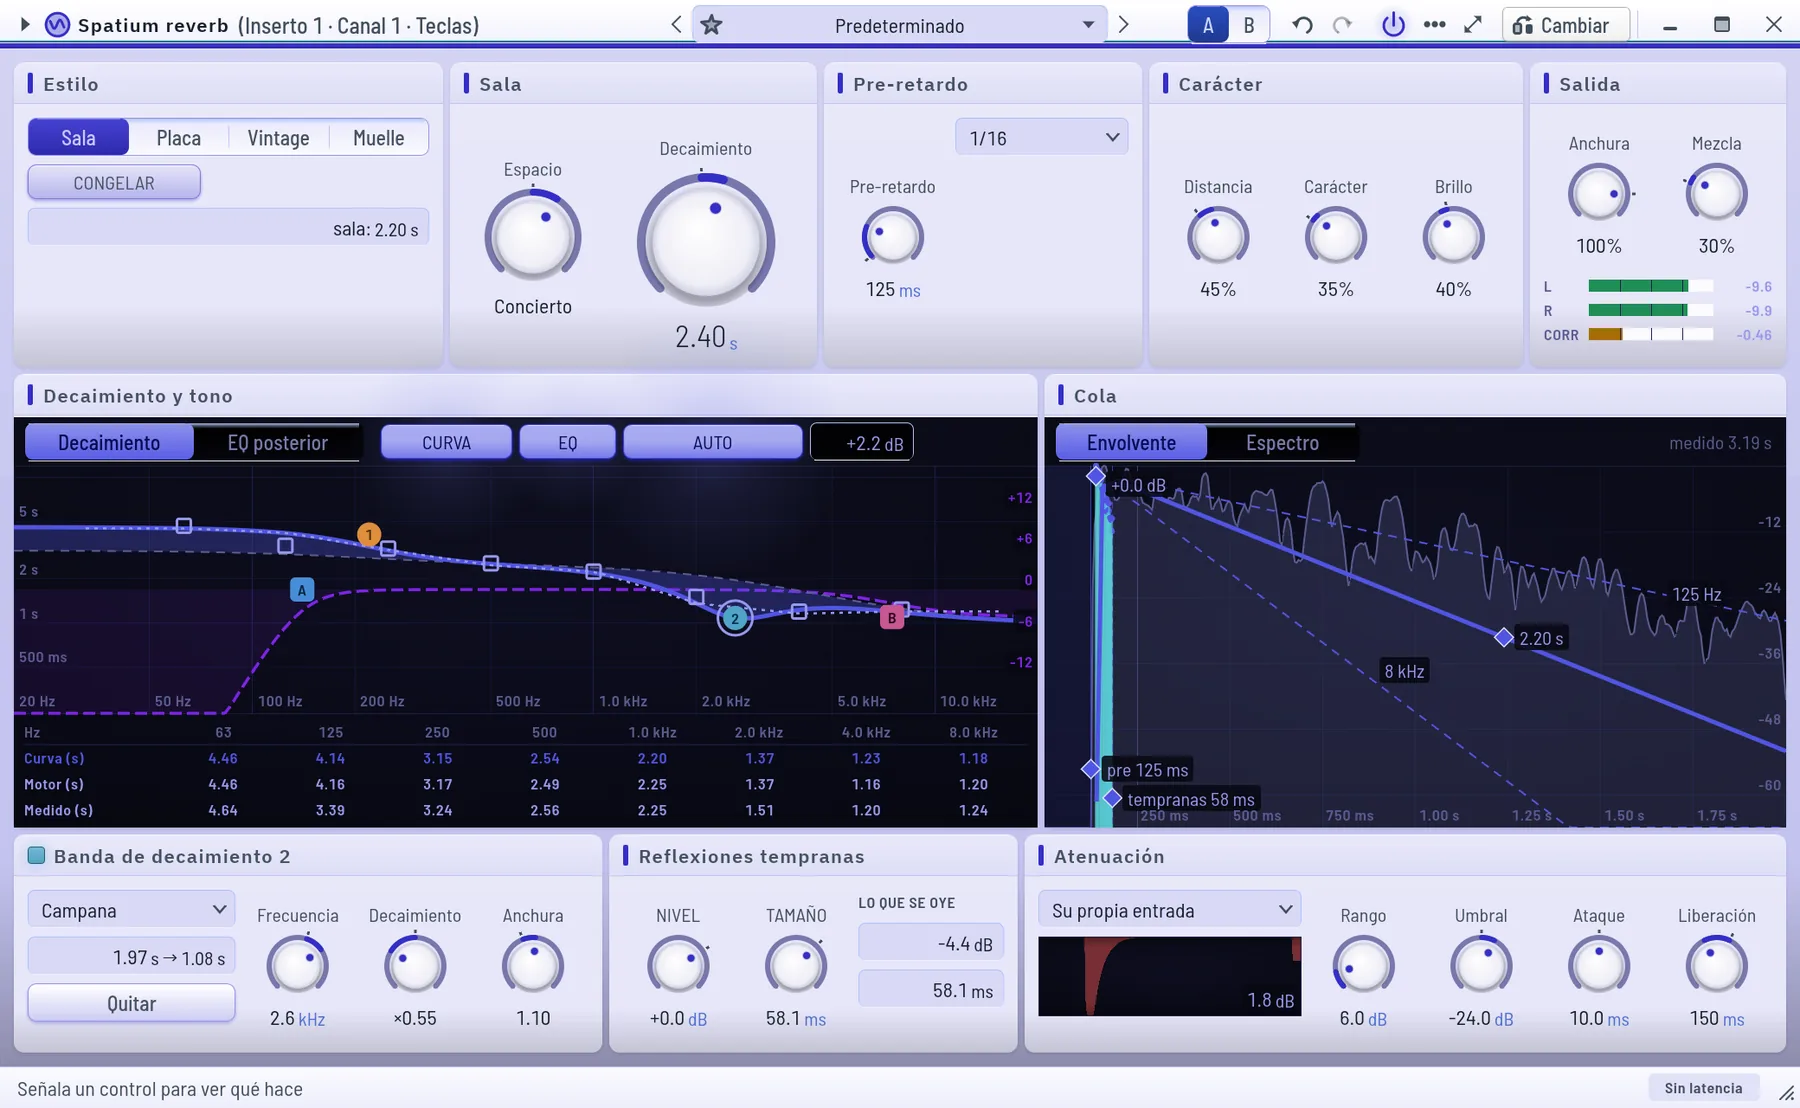 Spatium reverb (Inserto 1 · Canal 1 · Teclas)
Predeterminado
A B
Cambiar
Estilo
Sala Placa Vintage Muelle
CONGELAR
sala: 2.20 s
Sala
Espacio
Concierto
Decaimiento
2.40 s
Pre-retardo
1/16
Pre-retardo
125 ms
Carácter
Distancia Carácter Brillo
45% 35% 40%
Salida
Anchura Mezcla
100% 30%
L -9.6
R -9.9
CORR -0.46
Decaimiento y tono
Decaimiento EQ posterior CURVA EQ AUTO +2.2 dB
+12
5 s
+6
1
2 s
0
A
1 s
2
B
-6
500 ms
-12
20 Hz 50 Hz 100 Hz 200 Hz 500 Hz 1.0 kHz 2.0 kHz 5.0 kHz 10.0 kHz
Hz 63 125 250 500 1.0 kHz 2.0 kHz 4.0 kHz 8.0 kHz
Curva (s) 4.46 4.14 3.15 2.54 2.20 1.37 1.23 1.18
Motor (s) 4.46 4.16 3.17 2.49 2.25 1.37 1.16 1.20
Medido (s) 4.64 3.39 3.24 2.56 2.25 1.51 1.20 1.24
Cola
Envolvente Espectro medido 3.19 s
+0.0 dB
-12
-24
125 Hz
2.20 s
-36
8 kHz
-48
pre 125 ms
-60
tempranas 58 ms
250 ms 500 ms 750 ms 1.00 s 1.25 s 1.50 s 1.75 s
Banda de decaimiento 2
Campana
1.97 s → 1.08 s
Quitar
Frecuencia Decaimiento Anchura
2.6 kHz ×0.55 1.10
Reflexiones tempranas
NIVEL TAMAÑO
+0.0 dB 58.1 ms
LO QUE SE OYE
-4.4 dB
58.1 ms
Atenuación
Su propia entrada
1.8 dB
Rango Umbral Ataque Liberación
6.0 dB -24.0 dB 10.0 ms 150 ms
Señala un control para ver qué hace
Sin latencia